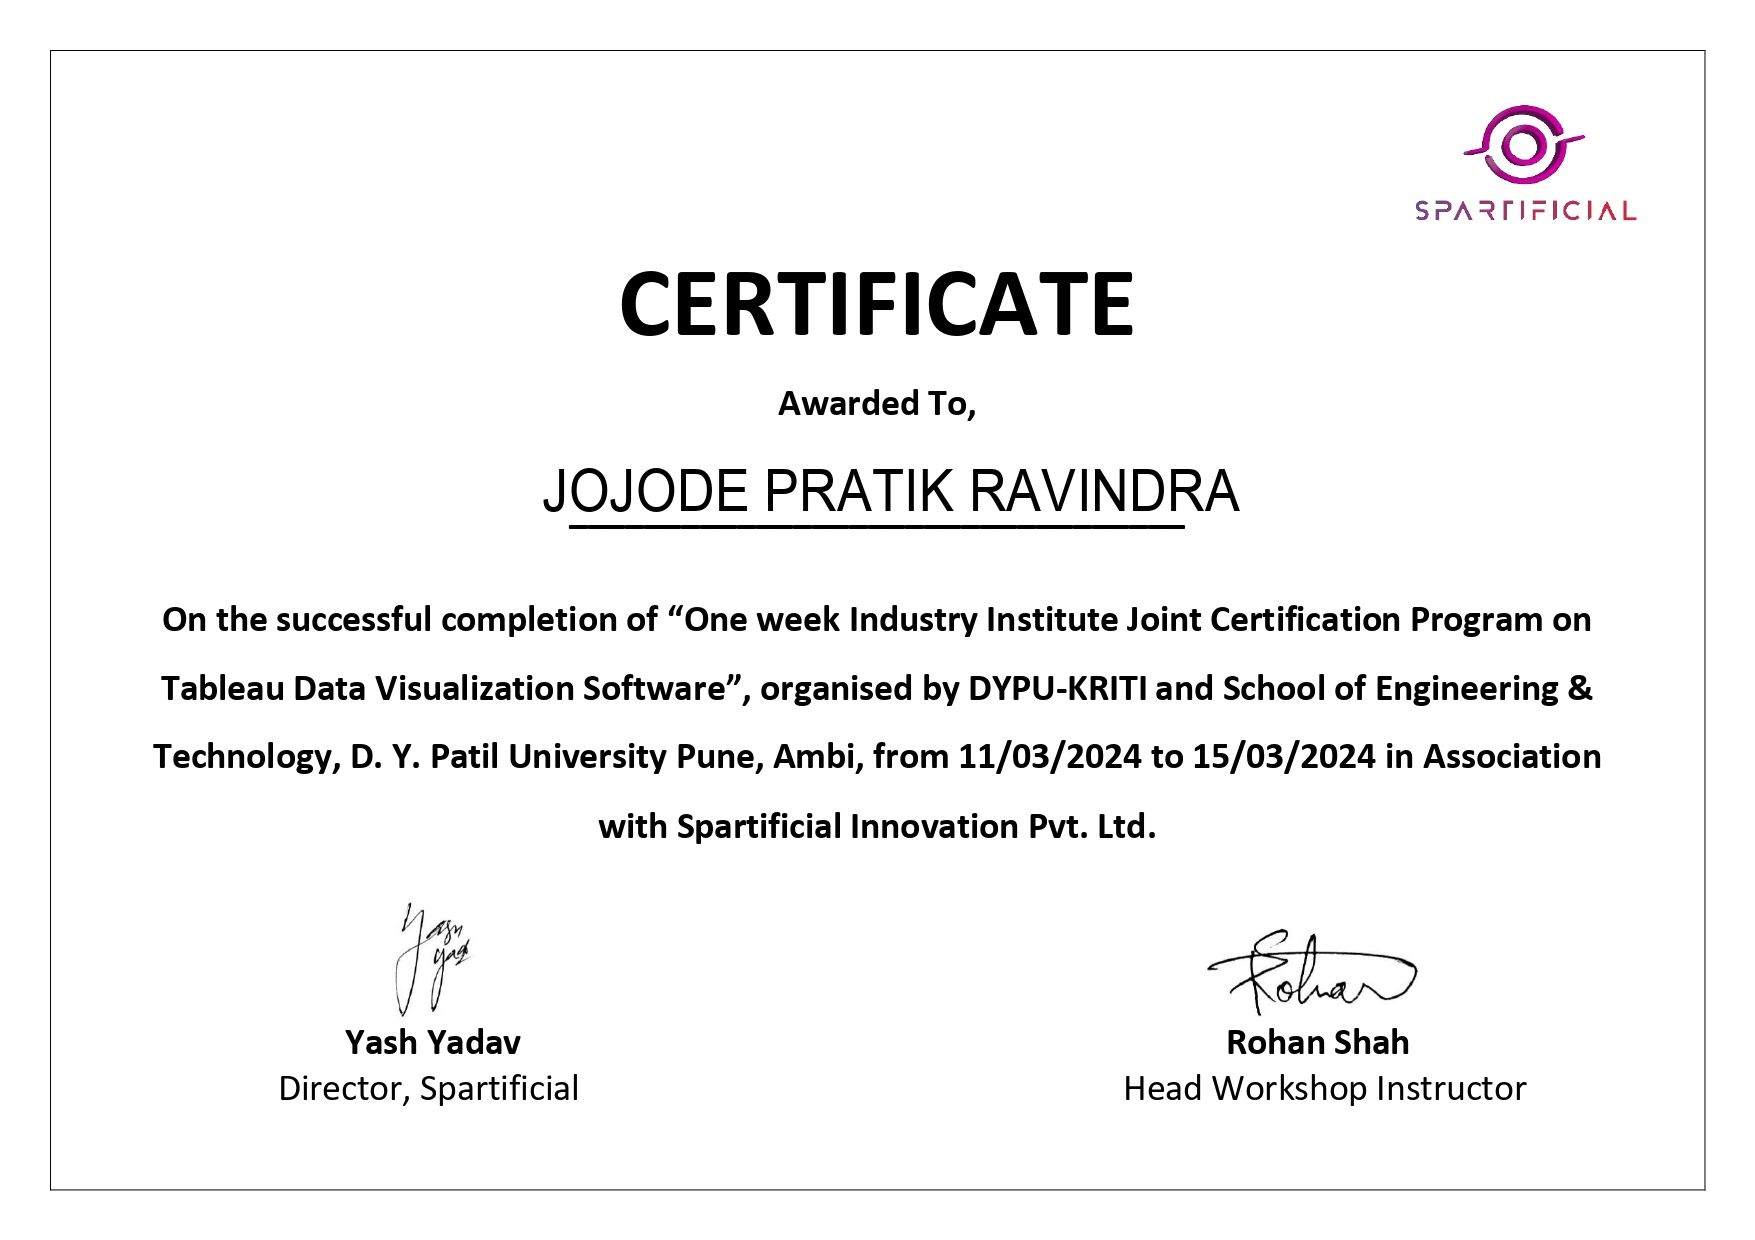 SPARTIFICIAL
CERTIFICATE
Awarded To,
JOJODE PRATIK RAVINDRA
On the successful completion of “One week Industry Institute Joint Certification Program on
Tableau Data Visualization Software”, organised by DYPU-KRITI and School of Engineering &
Technology, D. Y. Patil University Pune, Ambi, from 11/03/2024 to 15/03/2024 in Association
with Spartificial Innovation Pvt. Ltd.
Yash Yadav
Rohan Shah
Director, Spartificial
Head Workshop Instructor